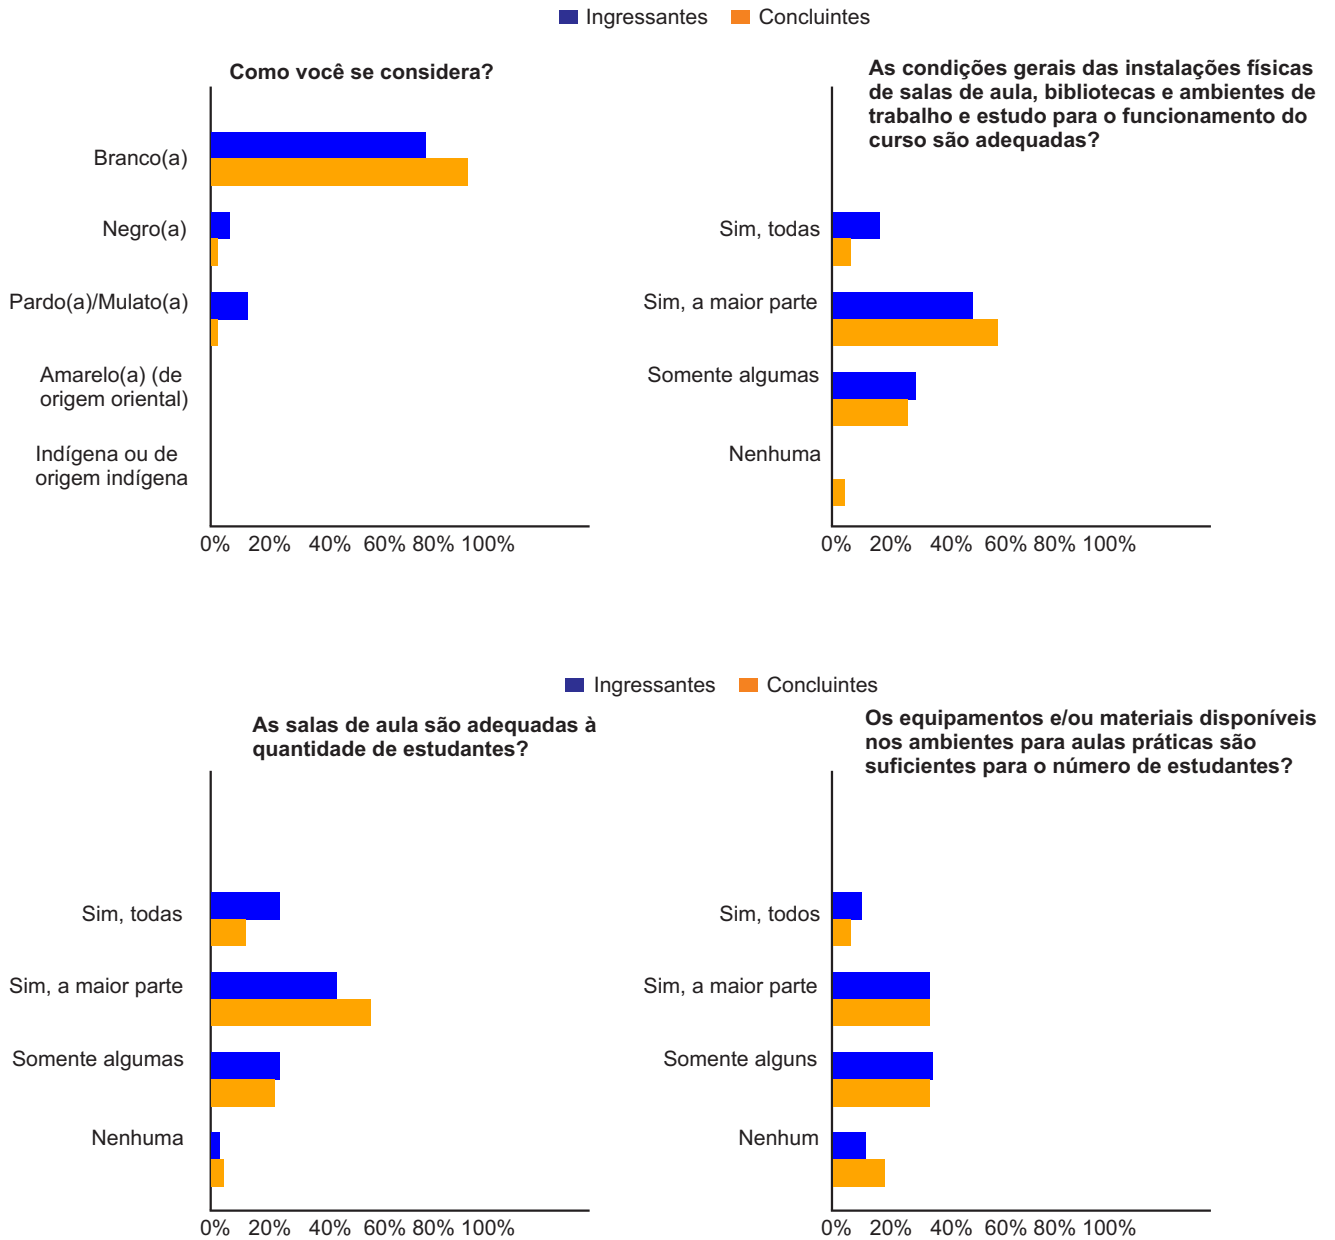 Ingressantes Concluintes
Como você se considera?
Branco(a)
Negro(a)
Pardo(a)/Mulato(a)
Amarelo(a) (de
origem oriental)
Indígena ou de
origem indígena
0% 20% 40% 60% 80% 100%
As condições gerais das instalações físicas
de salas de aula, bibliotecas e ambientes de
trabalho e estudo para o funcionamento do
curso são adequadas?
Sim, todas
Sim, a maior parte
Somente algumas
Nenhuma
0% 20% 40% 60% 80% 100%
Ingressantes Concluintes
As salas de aula são adequadas à
quantidade de estudantes?
Sim, todas
Sim, a maior parte
Somente algumas
Nenhuma
0% 20% 40% 60% 80% 100%
Os equipamentos e/ou materiais disponíveis
nos ambientes para aulas práticas são
suficientes para o número de estudantes?
Sim, todos
Sim, a maior parte
Somente alguns
Nenhum
0% 20% 40% 60% 80% 100%